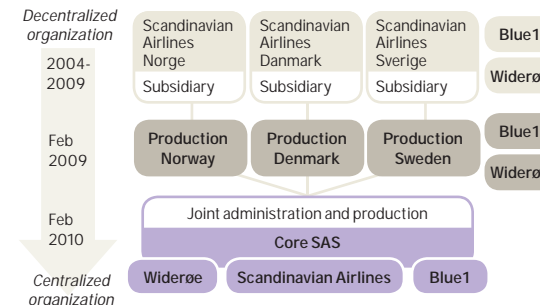 Decentralized
organization
2004-
2009
Scandinavian
Airlines
Norge
Subsidiary
Scandinavian
Airlines
Danmark
Subsidiary
Scandinavian
Airlines
Sverige
Subsidiary
Blue1
Widerø
Feb
2009
Production
Norway
Production
Denmark
Production
Sweden
Blue1
Widerø
Feb
2010
Joint administration and production
Core SAS
Widerøe
Scandinavian Airlines
Blue1
Centralized
organization